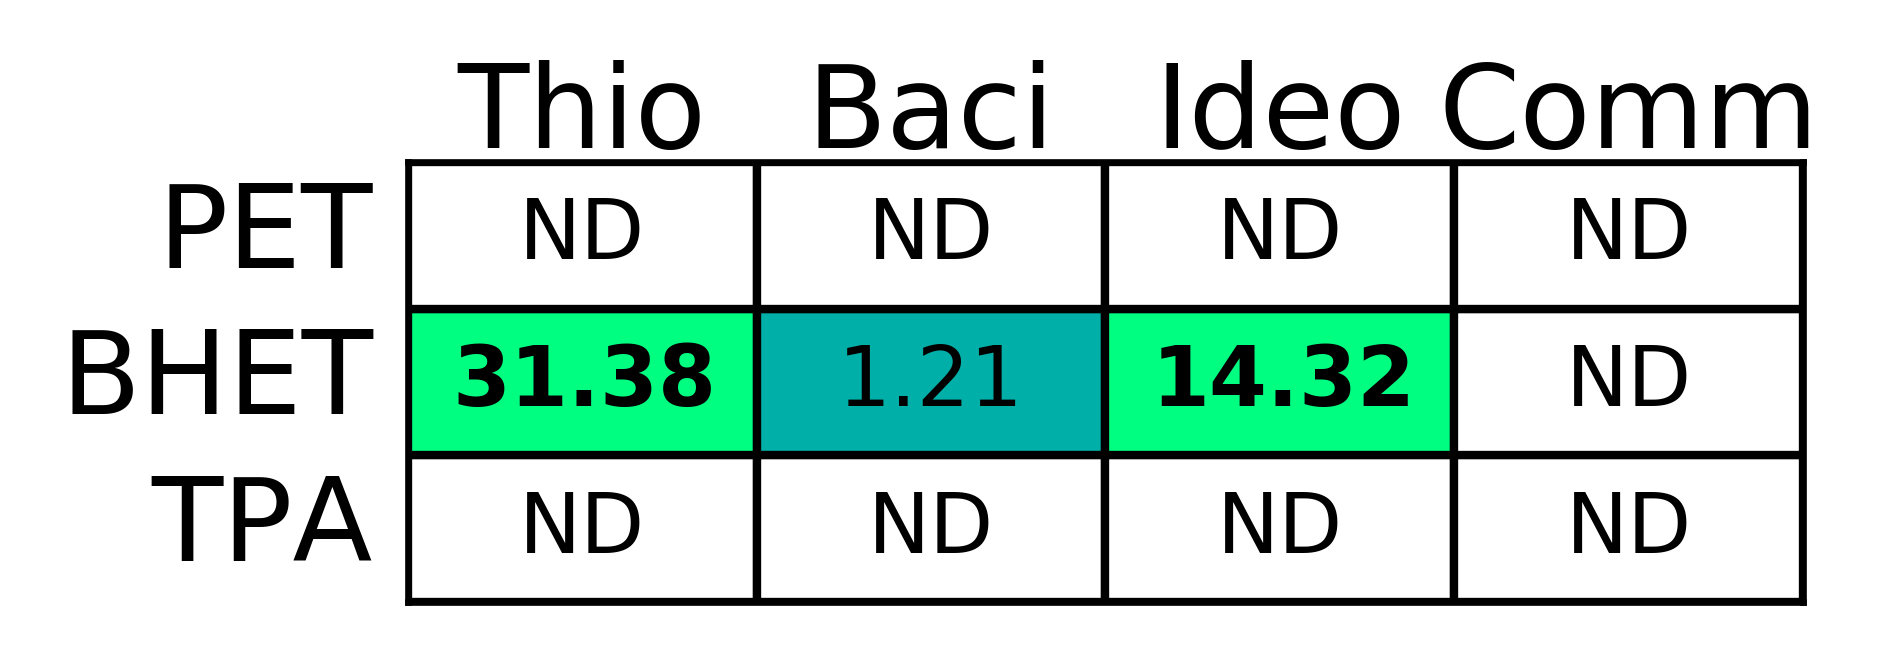 Thio Baci Ideo Comm
PET ND ND ND ND
BHET 31.38 1.21 14.32 ND
TPA ND ND ND ND